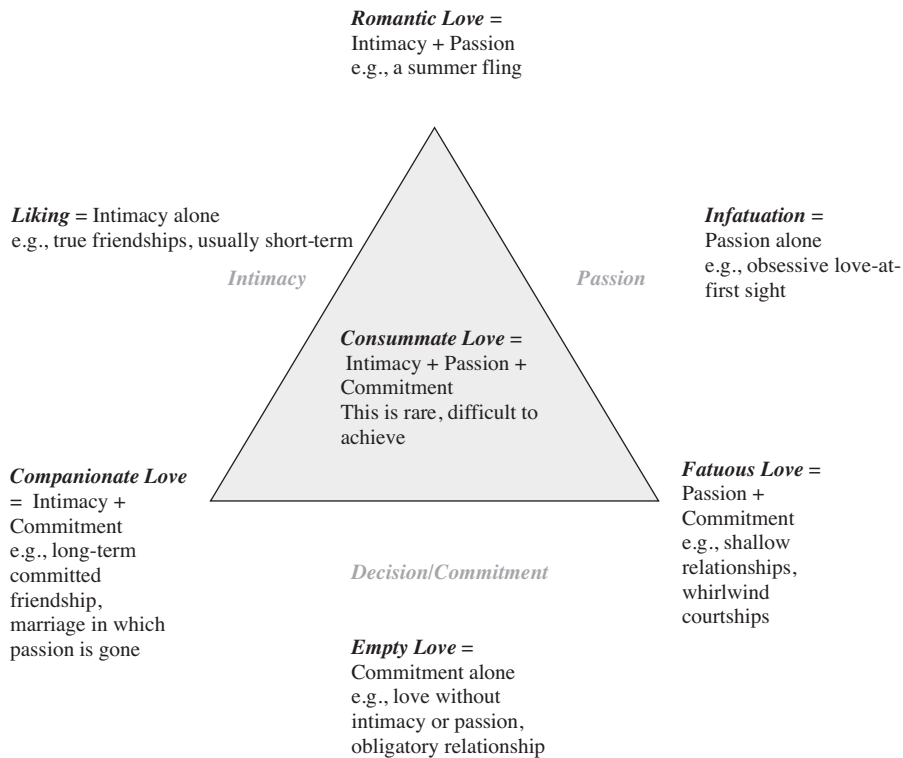 Romantic Love =
Intimacy + Passion
e.g., a summer fling
Liking = Intimacy alone
e.g., true friendships, usually short-term
Infatuation =
Passion alone
e.g., obsessive love-at-
first sight
Intimacy
Passion
Consummate Love =
Intimacy + Passion +
Commitment
This is rare, difficult to
achieve
Companionate Love
= Intimacy +
Commitment
e.g., long-term
committed
friendship,
marriage in which
passion is gone
Fatuous Love =
Passion +
Commitment
e.g., shallow
relationships,
whirlwind
courtships
Decision/Commitment
Empty Love =
Commitment alone
e.g., love without
intimacy or passion,
obligatory relationship